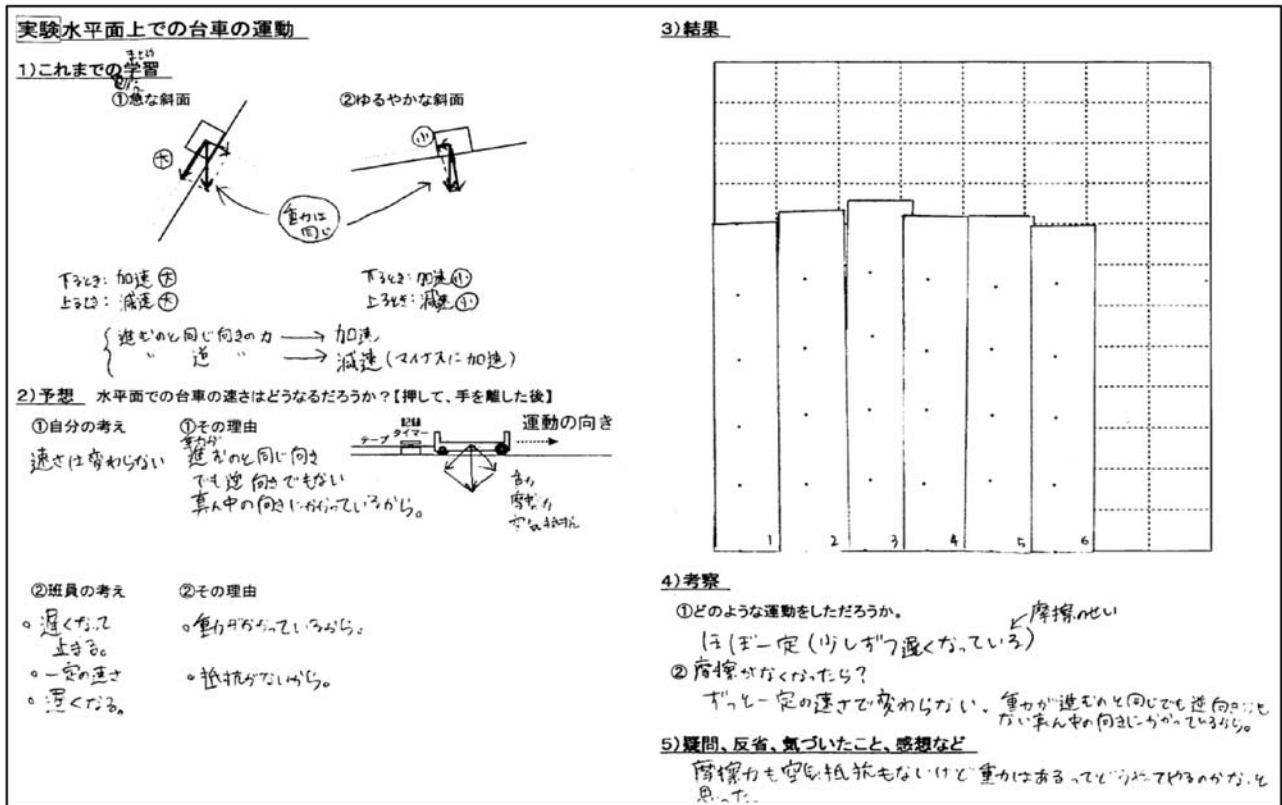 実験水平面上での台車の運動
1)これまでの学習
まとめ
①急な斜面
②ゆるやかな斜面
大
小
重力は
同じ
下るとき: 加速 大
上るとき: 減速 大
下るとき: 加速 小
上るとき: 減速 小
進むのと同じ向きの力 → 加速
〃 逆 〃 → 減速(マイナスに加速)
2)予想 水平面での台車の速さはどうなるだろうか?【押して、手を離した後】
①自分の考え
速さは変わらない
①その理由
重力が
進むのと同じ向き
でも逆向きでもない
真ん中の向きにかかっているから。
記録
タイマー
テープ
運動の向き
重力
摩擦力
空気抵抗
②班員の考え
②その理由
。遅くなって
止まる。
。重力がかかっているから。
。一定の速さ
。抵抗がないから。
。遅くなる。
3)結果
1 2 3 4 5 6
4)考察
①どのような運動をしただろうか。
摩擦のせい
ほぼ一定(少しずつ遅くなっている)
②摩擦がなくなったら?
ずっと一定の速さで変わらない。重力が進むのと同じでも逆向きでも
ない真ん中の向きにかかっているから。
5)疑問、反省、気づいたこと、感想など
摩擦力も空気抵抗もないけど重力はあるってどうやってやるのかな、と
思った。